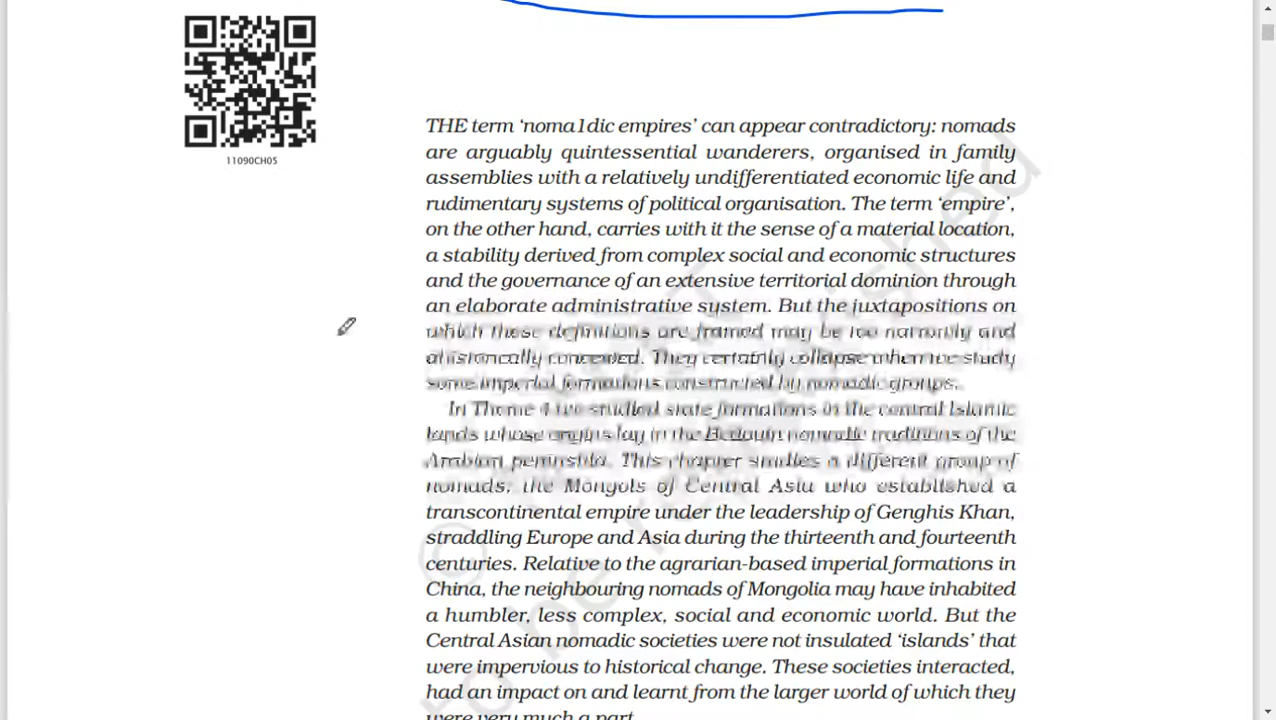 11090CH05
THE term ‘noma1dic empires’ can appear contradictory: nomads
are arguably quintessential wanderers, organised in family
assemblies with a relatively undifferentiated economic life and
rudimentary systems of political organisation. The term ‘empire’,
on the other hand, carries with it the sense of a material location,
a stability derived from complex social and economic structures
and the governance of an extensive territorial dominion through
an elaborate administrative system. But the juxtapositions on
which these definitions are framed may be too narrowly and
ahistorically conceived. They certainly collapse when we study
some imperial formations constructed by nomadic groups.
In Theme 4 we studied state formations in the central Islamic
lands whose origins lay in the Bedouin nomadic traditions of the
Arabian peninsula. This chapter studies a different group of
nomads: the Mongols of Central Asia who established a
transcontinental empire under the leadership of Genghis Khan,
straddling Europe and Asia during the thirteenth and fourteenth
centuries. Relative to the agrarian-based imperial formations in
China, the neighbouring nomads of Mongolia may have inhabited
a humbler, less complex, social and economic world. But the
Central Asian nomadic societies were not insulated ‘islands’ that
were impervious to historical change. These societies interacted,
had an impact on and learnt from the larger world of which they
were very much a part.